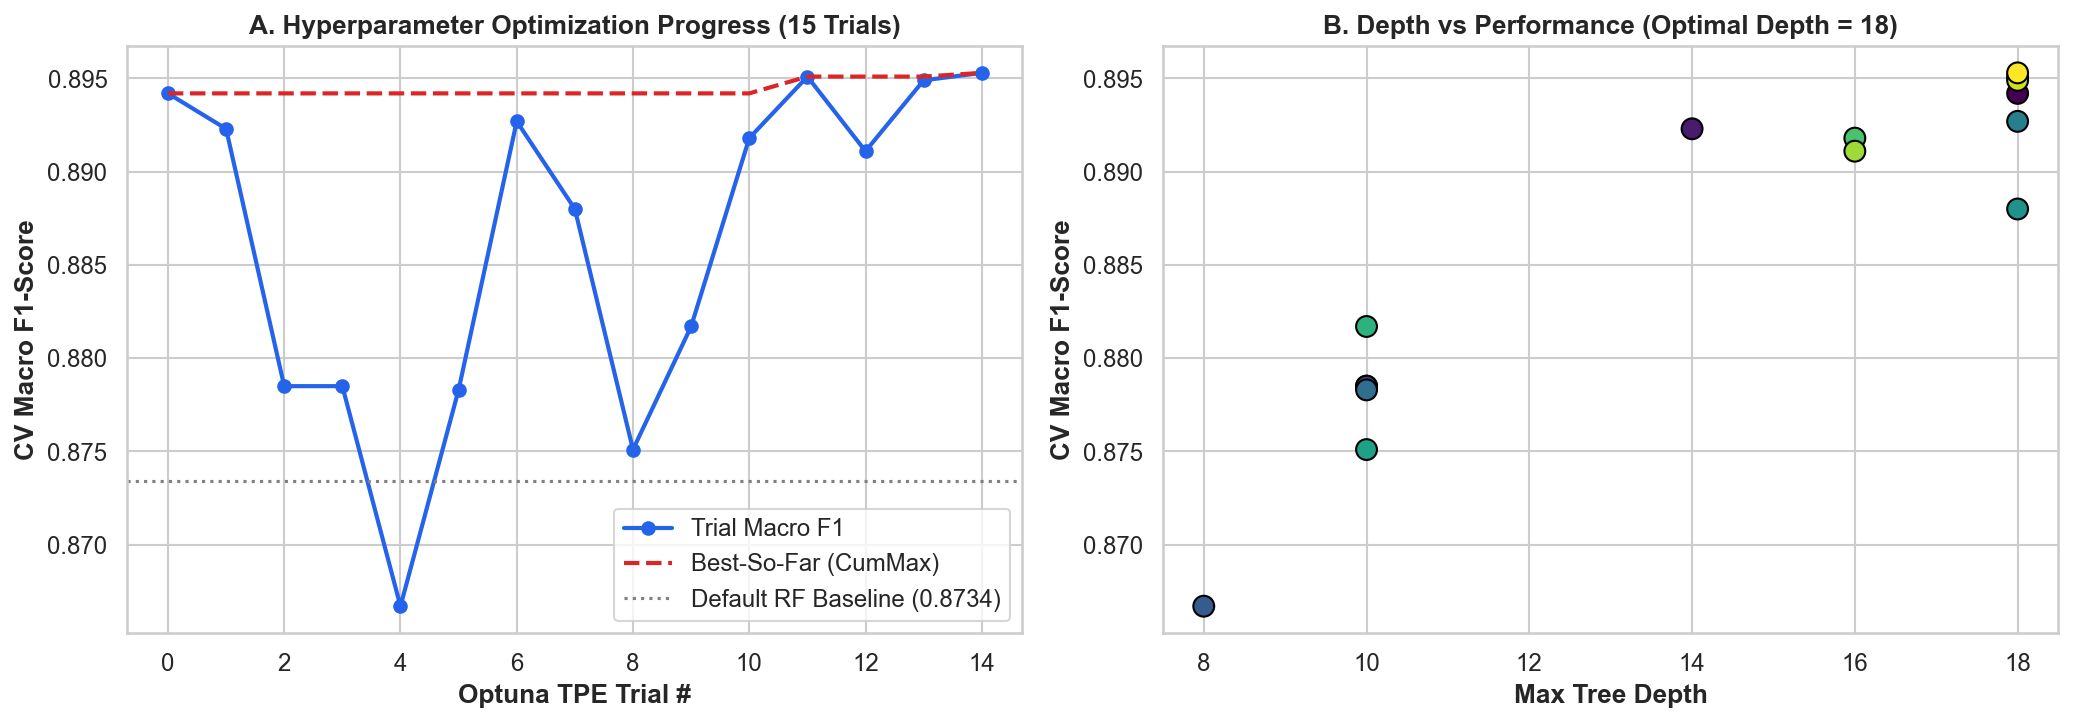 A. Hyperparameter Optimization Progress (15 Trials)
CV Macro F1-Score
0.895
0.890
0.885
0.880
0.875
0.870
Trial Macro F1
Best-So-Far (CumMax)
Default RF Baseline (0.8734)
0 2 4 6 8 10 12 14
Optuna TPE Trial #
B. Depth vs Performance (Optimal Depth = 18)
CV Macro F1-Score
0.895
0.890
0.885
0.880
0.875
0.870
8 10 12 14 16 18
Max Tree Depth